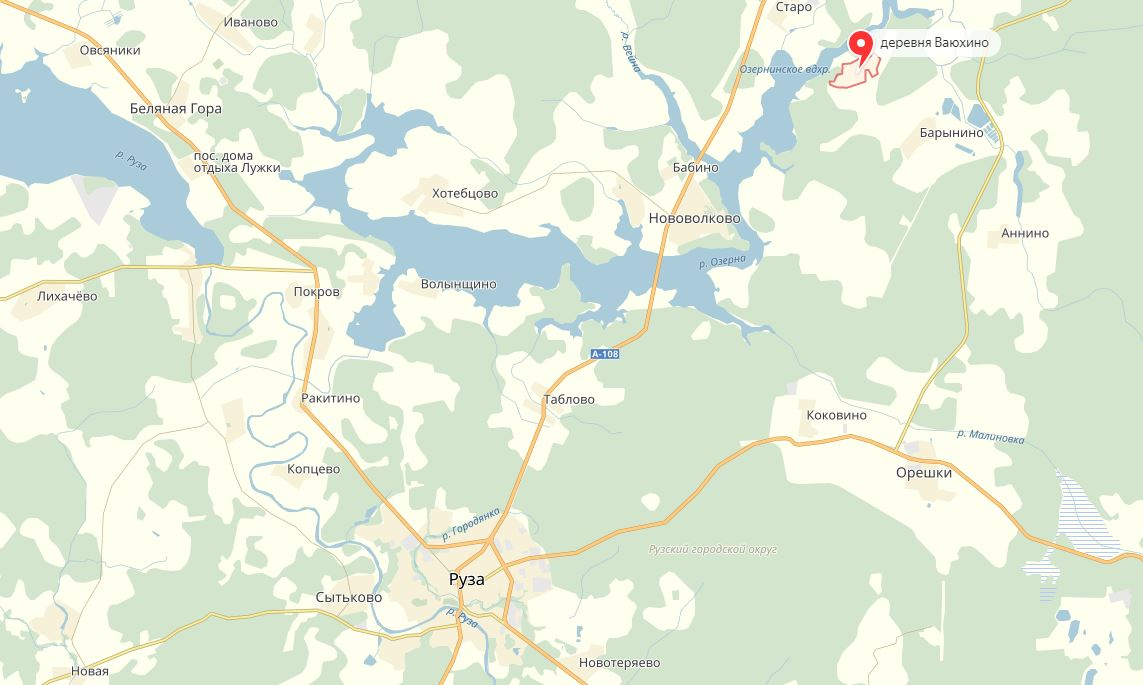 Старо
Иваново
р. Вейна
деревня Ваюхино
Овсяники
Озернинское вдхр.
Беляная Гора
Барынино
пос. дома
отдыха Лужки
р. Руза
Бабино
Хотебцово
Нововолково
Аннино
р. Озерна
Лихачёво
Покров
Волынщино
А-108
Ракитино
Таблово
Коковино
р. Малиновка
Копцево
Орешки
р. Городянка
Рузский городской округ
Руза
Сытьково
р. Руза
Новая
Новотеряево